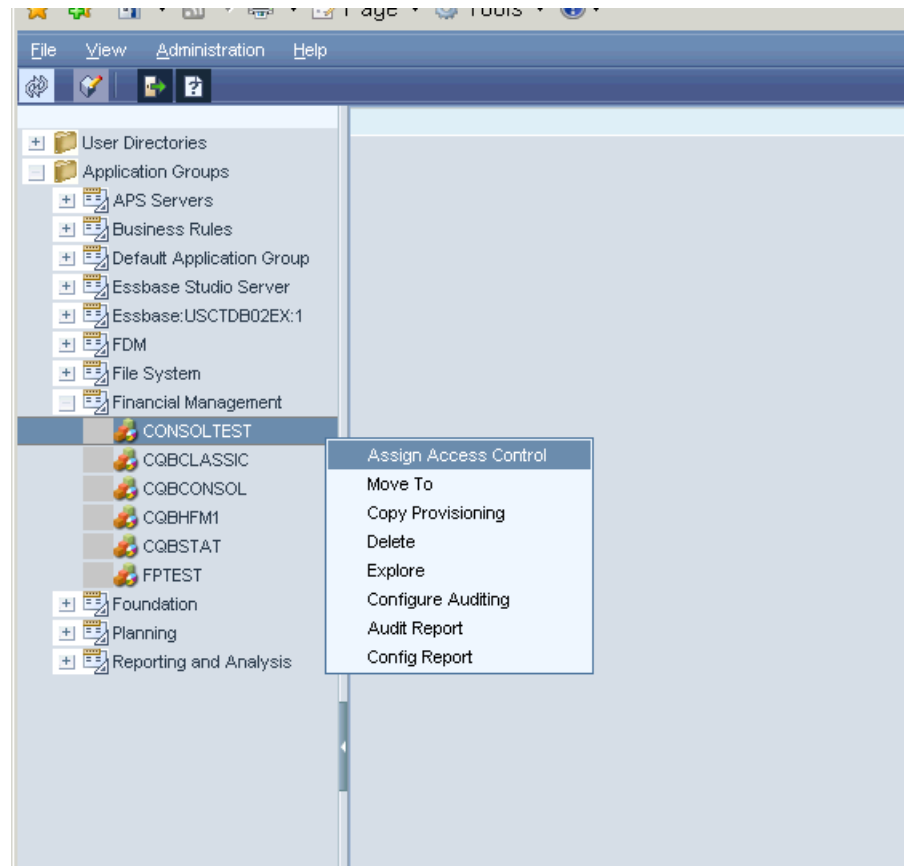 Page Tools
File View Administration Help
User Directories
Application Groups
APS Servers
Business Rules
Default Application Group
Essbase Studio Server
Essbase:USCTDB02EX:1
FDM
File System
Financial Management
CONSOLTEST
CQBCLASSIC
CQBCONSOL
CQBHFM1
CQBSTAT
FPTEST
Foundation
Planning
Reporting and Analysis
Assign Access Control
Move To
Copy Provisioning
Delete
Explore
Configure Auditing
Audit Report
Config Report